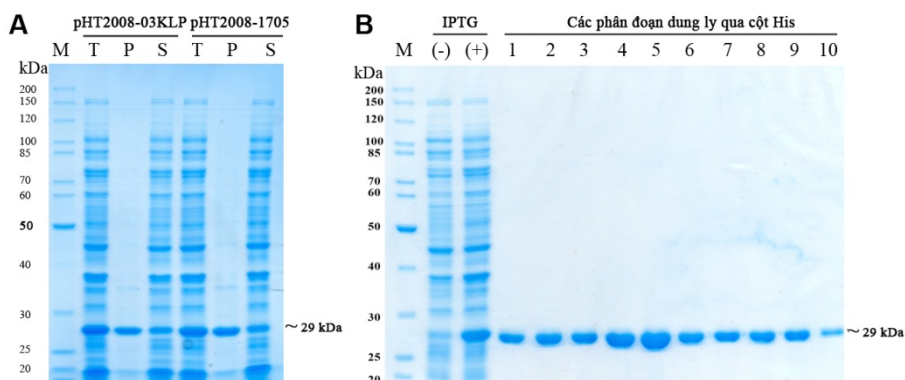 A
pHT2008-03KLP pHT2008-1705
M T P S T P S
kDa
200
150
120
100
85
70
60
50
40
30
25
20
~ 29 kDa
B
IPTG Các phân đoạn dung ly qua cột His
M (-) (+) 1 2 3 4 5 6 7 8 9 10
kDa
200
150
120
100
85
70
60
50
40
30
25
20
~ 29 kDa